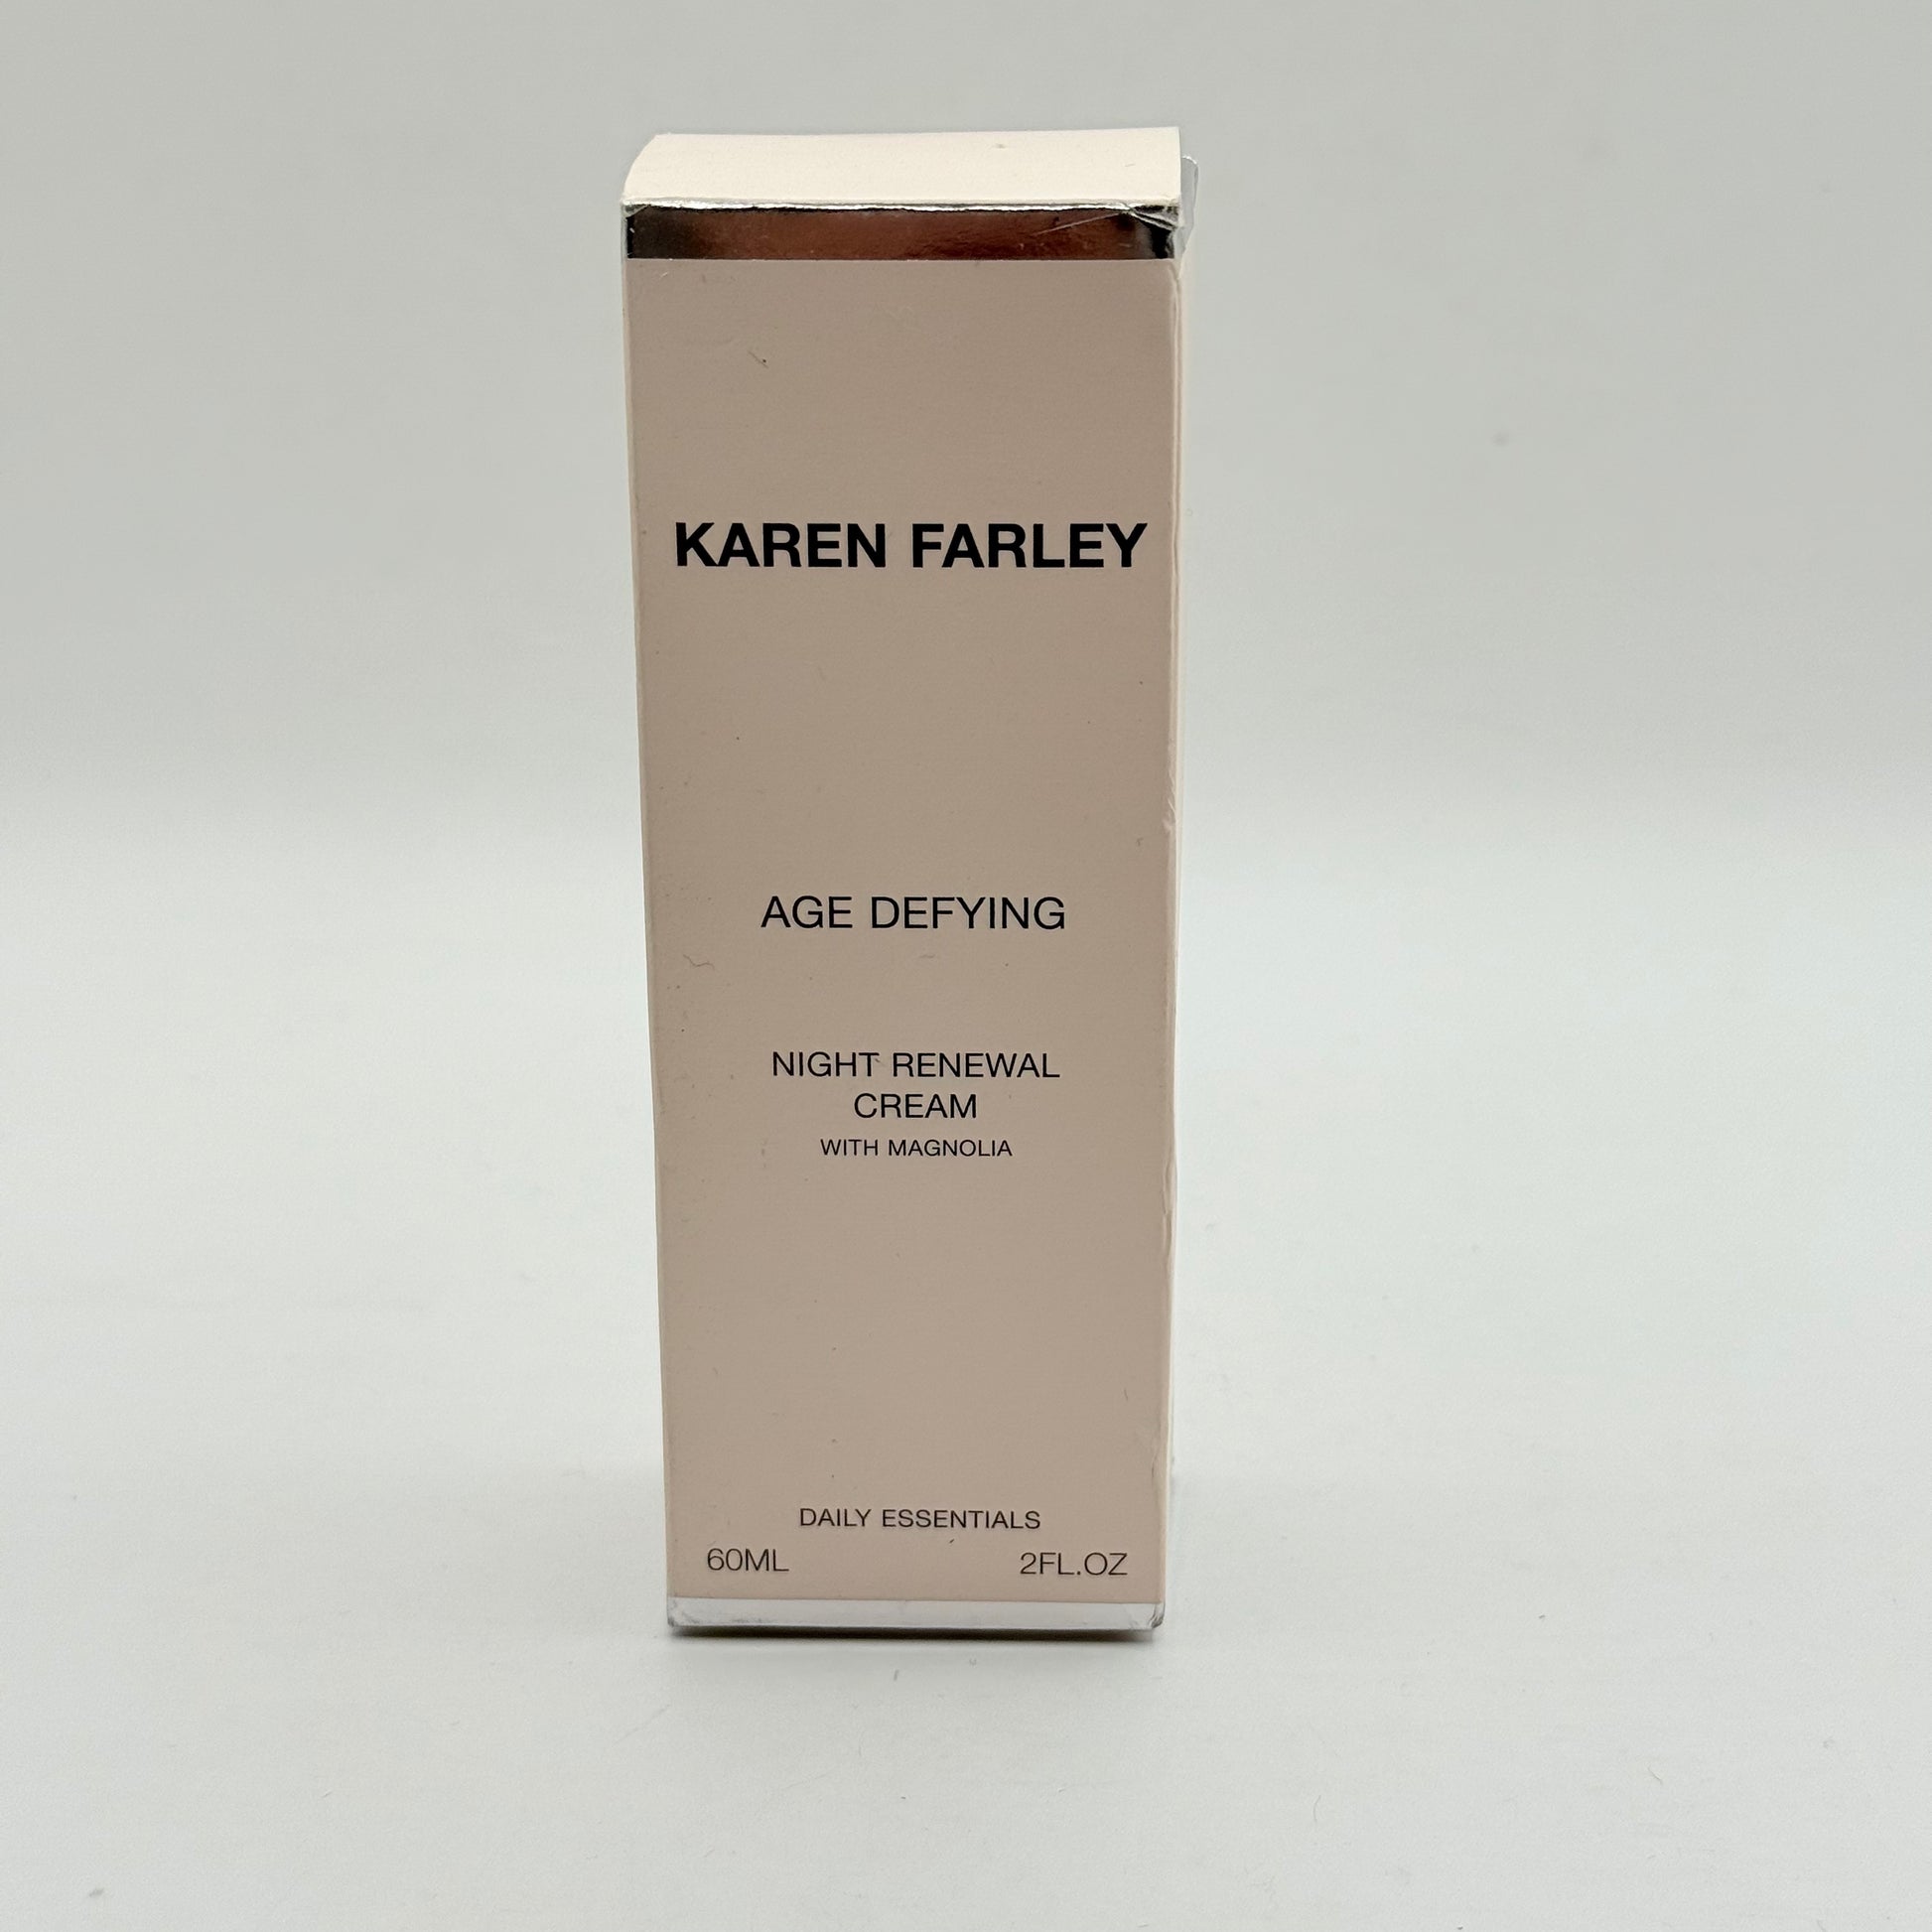 KAREN FARLEY
AGE DEFYING
NIGHT RENEWAL
CREAM
WITH MAGNOLIA
DAILY ESSENTIALS
60ML 2FL.OZ